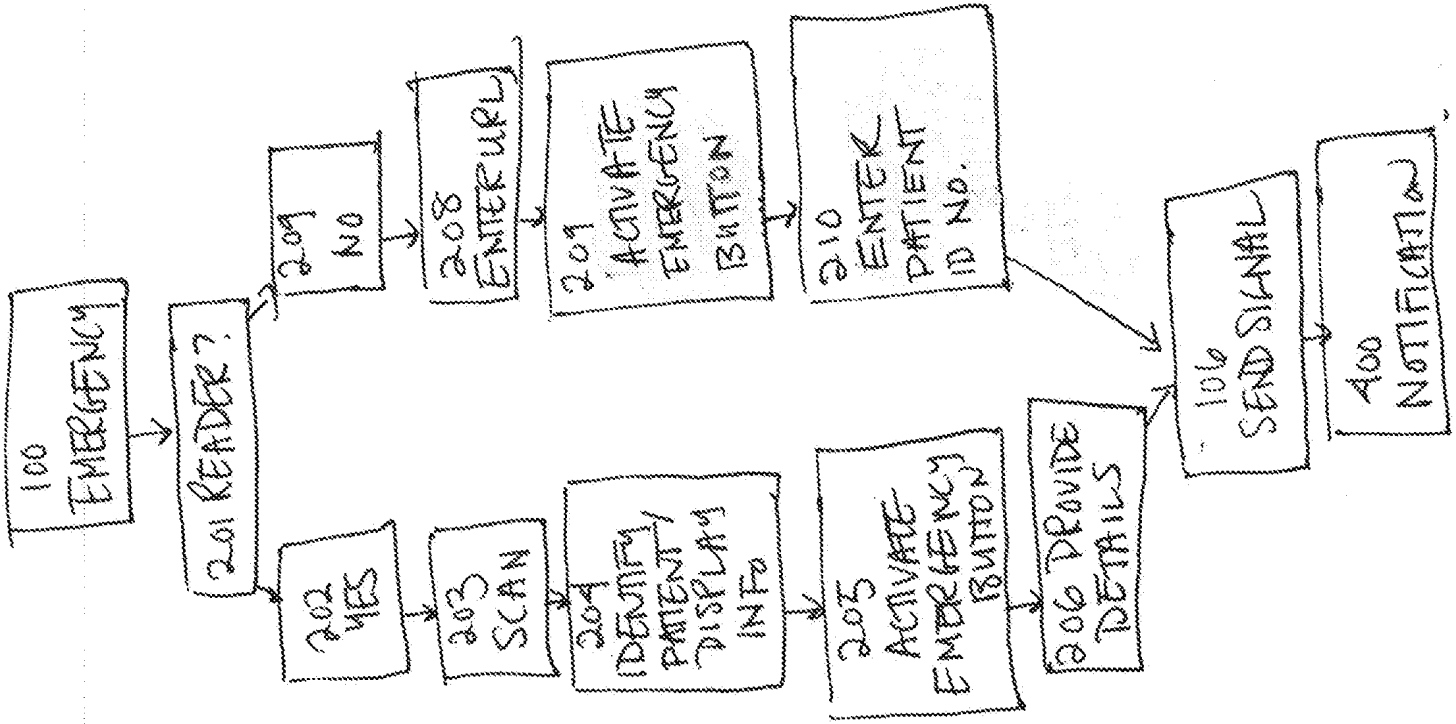 100
EMERGENCY
201 READER?
202
YES
203
SCAN
204
IDENTIFY
PATIENT/
DISPLAY
INFO
205
ACTIVATE
EMERGENCY
BUTTON
206 PROVIDE
DETAILS
209
NO
208
ENTER URL
209
ACTIVATE
EMERGENCY
BUTTON
210
ENTER
PATIENT
ID NO.
106
SEND SIGNAL
400
NOTIFICATION